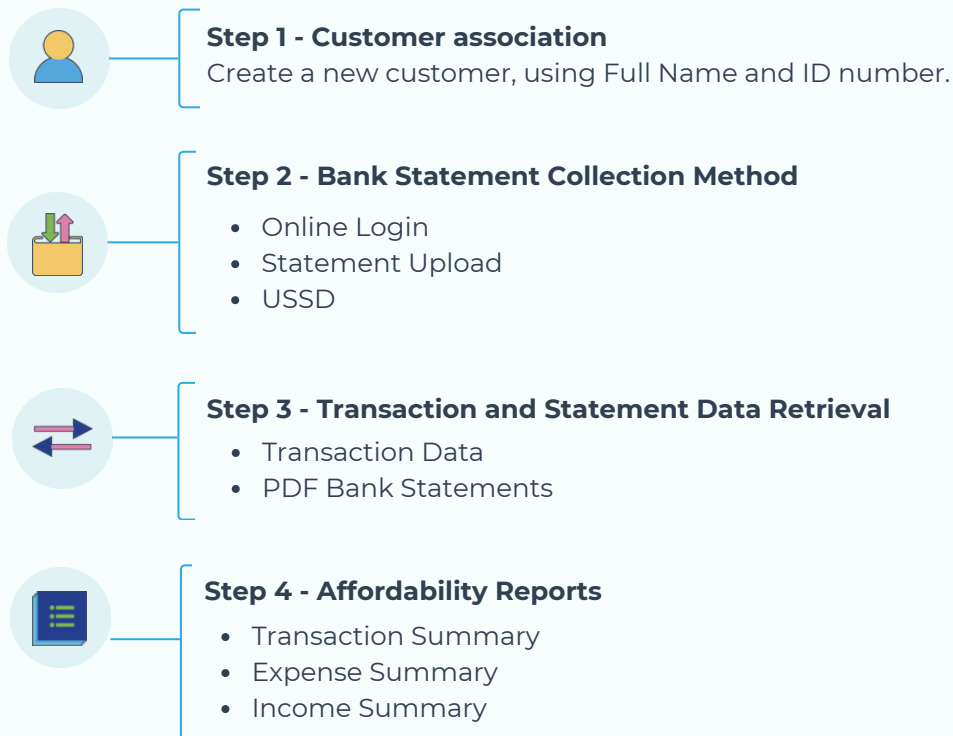 Step 1 - Customer association
Create a new customer, using Full Name and ID number.
Step 2 - Bank Statement Collection Method
• Online Login
• Statement Upload
• USSD
Step 3 - Transaction and Statement Data Retrieval
• Transaction Data
• PDF Bank Statements
Step 4 - Affordability Reports
• Transaction Summary
• Expense Summary
• Income Summary